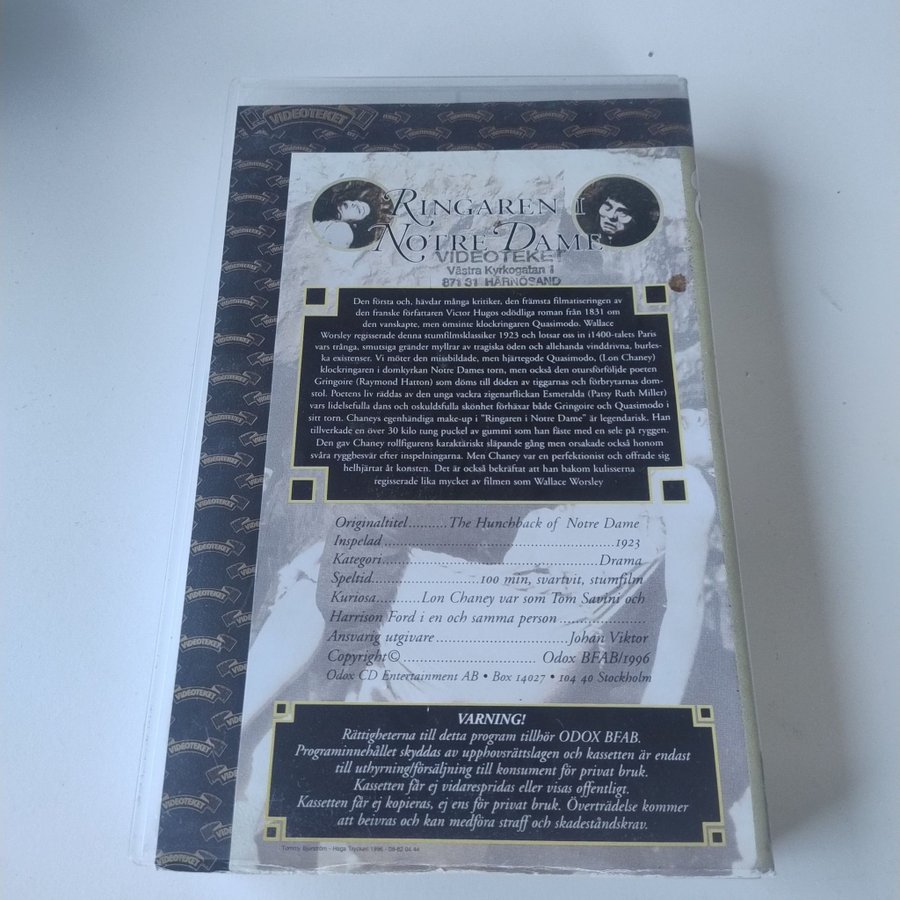 VIDEOTEKET
RINGAREN I
NOTRE DAME
VIDEOTEKET
Västra Kyrkogatan 1
871 31 HÄRNÖSAND
Den första och, hävdar många kritiker, den främsta filmatiseringen av
den franske författaren Victor Hugos odödliga roman från 1831 om
den vanskapte, men ömsinte klockringaren Quasimodo. Wallace
Worsley regisserade denna stumfilmsklassiker 1923 och lotsar oss in i1400-talets Paris
vars trånga, smutsiga gränder myllrar av tragiska öden och allehanda vinddrivna, burles-
ka existenser. Vi möter den missbildade, men hjärtegode Quasimodo, (Lon Chaney)
klockringaren i domkyrkan Notre Dames torn, men också den otursförföljde poeten
Gringoire (Raymond Hatton) som döms till döden av tiggarnas och förbrytarnas dom-
stol. Poetens liv räddas av den unga vackra zigenarflickan Esmeralda (Patsy Ruth Miller)
vars lidelsefulla dans och oskuldsfulla skönhet förhäxar både Gringoire och Quasimodo i
sitt torn. Chaneys egenhändiga make-up i "Ringaren i Notre Dame" är legendarisk. Han
tillverkade en över 30 kilo tung puckel av gummi som han fäste med en sele på ryggen.
Den gav Chaney rollfigurens karaktäriskt släpande gång men orsakade också honom
svåra ryggbesvär efter inspelningarna. Men Chaney var en perfektionist och offrade sig
helhjärtat åt konsten. Det är också bekräftat att han bakom kulisserna
regisserade lika mycket av filmen som Wallace Worsley
Originaltitel.........The Hunchback of Notre Dame
Inspelad..................................................1923
Kategori...............................................Drama
Speltid.......................100 min, svartvit, stumfilm
Kuriosa..........Lon Chaney var som Tom Savini och
Harrison Ford i en och samma person...................
Ansvarig utgivare.............................Johan Viktor
Copyright©............................. Odox BFAB/1996
Odox CD Entertainment AB • Box 14027 • 104 40 Stockholm
VARNING!
Rättigheterna till detta program tillhör ODOX BFAB.
Programinnehållet skyddas av upphovsrättslagen och kassetten är endast
till uthyrning/försäljning till konsument för privat bruk.
Kassetten får ej vidarespridas eller visas offentligt.
Kassetten får ej kopieras, ej ens för privat bruk. Överträdelse kommer
att beivras och kan medföra straff och skadeståndskrav.
Tommy Bjurström - Haga Tryckeri 1996 - 08-82 04 44